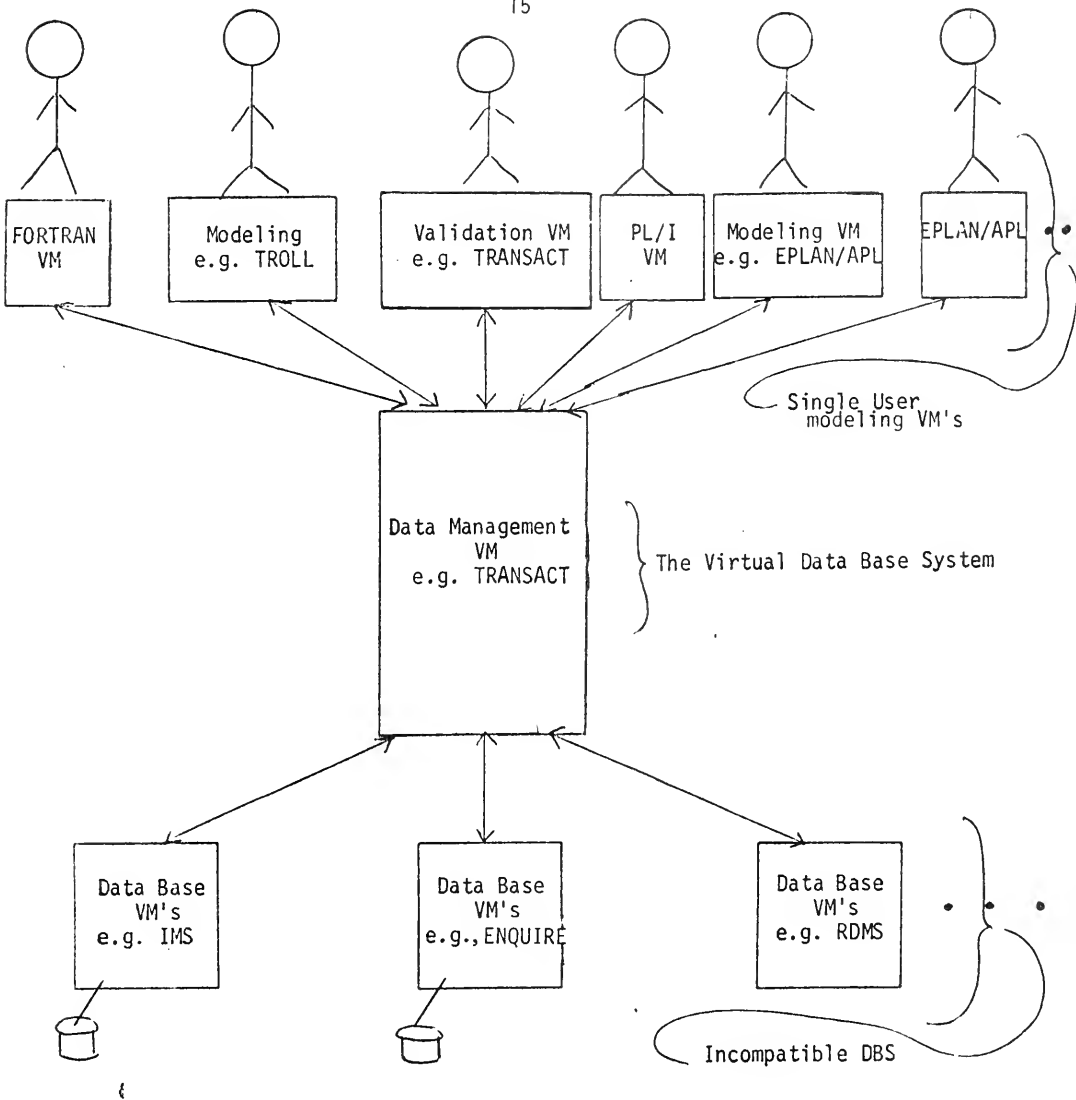 15
FORTRAN
VM
Modeling
e.g. TROLL
Validation VM
e.g. TRANSACT
PL/I
VM
Modeling VM
e.g. EPLAN/APL
EPLAN/APL
Single User
modeling VM's
Data Management
VM
e.g. TRANSACT
The Virtual Data Base System
Data Base
VM's
e.g. IMS
Data Base
VM's
e.g., ENQUIRE
Data Base
VM's
e.g. RDMS
Incompatible DBS